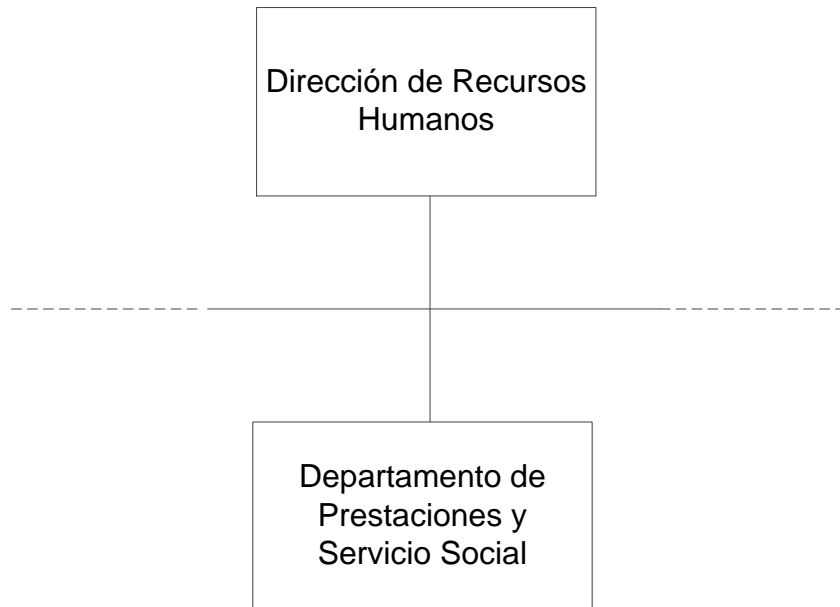 Dirección de Recursos
Humanos
Departamento de
Prestaciones y
Servicio Social